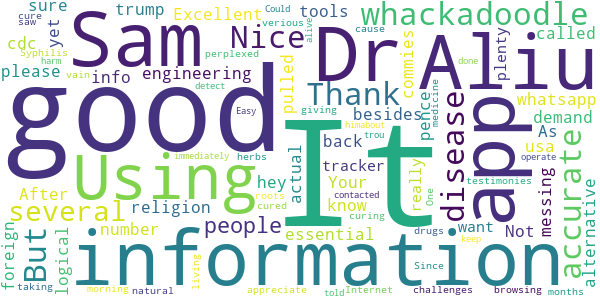 sure trump Excellent tools Could saw verious alive whackadoodle
cure yet Sam Nice Dr Aliu called
cdc Syphilis perplexed cause commies plenty
please harm info engineering pulled Thank besides pence medicine whatsapp
vain detect giving demand
good It app disease accurate As usa done
Easy himabout trou
Using hey actual back tracker really One Not messing operate
several After religion immediately herbs people Your know contacted curing want alternative
But number roots cured essential drugs testimonies
foreign logical information Since keep
taking morning natural living appreciate told Internet challenges browsing months